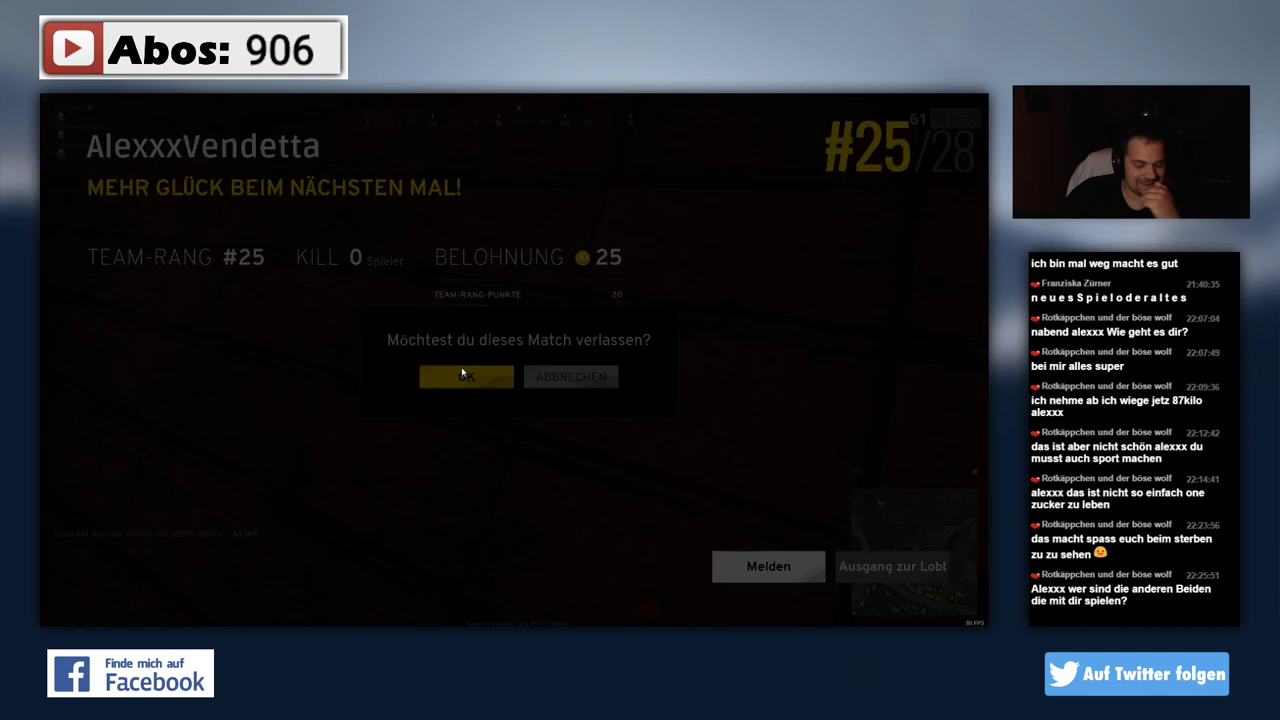 Abos: 906
AlexxxVendetta
MEHR GLÜCK BEIM NÄCHSTEN MAL!
#25/28
61
TEAM-RANG #25 KILL 0 Spieler BELOHNUNG 25
TEAM-RANG-PUNKTE 20
Möchtest du dieses Match verlassen?
OK
ABBRECHEN
Melden
Ausgang zur Lobb
ich bin mal weg macht es gut
Franziska Zürner 21:40:35
n e u e s S p i e l o d e r a l t e s
Rotkäppchen und der böse wolf 22:07:04
nabend alexxx Wie geht es dir?
Rotkäppchen und der böse wolf 22:07:49
bei mir alles super
Rotkäppchen und der böse wolf 22:09:36
ich nehme ab ich wiege jetz 87kilo
alexxx
Rotkäppchen und der böse wolf 22:12:42
das ist aber nicht schön alexxx du
musst auch sport machen
Rotkäppchen und der böse wolf 22:14:41
alexxx das ist nicht so einfach one
zucker zu leben
Rotkäppchen und der böse wolf 22:23:56
das macht spass euch beim sterben
zu zu sehen
Rotkäppchen und der böse wolf 22:25:51
Alexxx wer sind die anderen Beiden
die mit dir spielen?
Finde mich auf
Facebook
Auf Twitter folgen